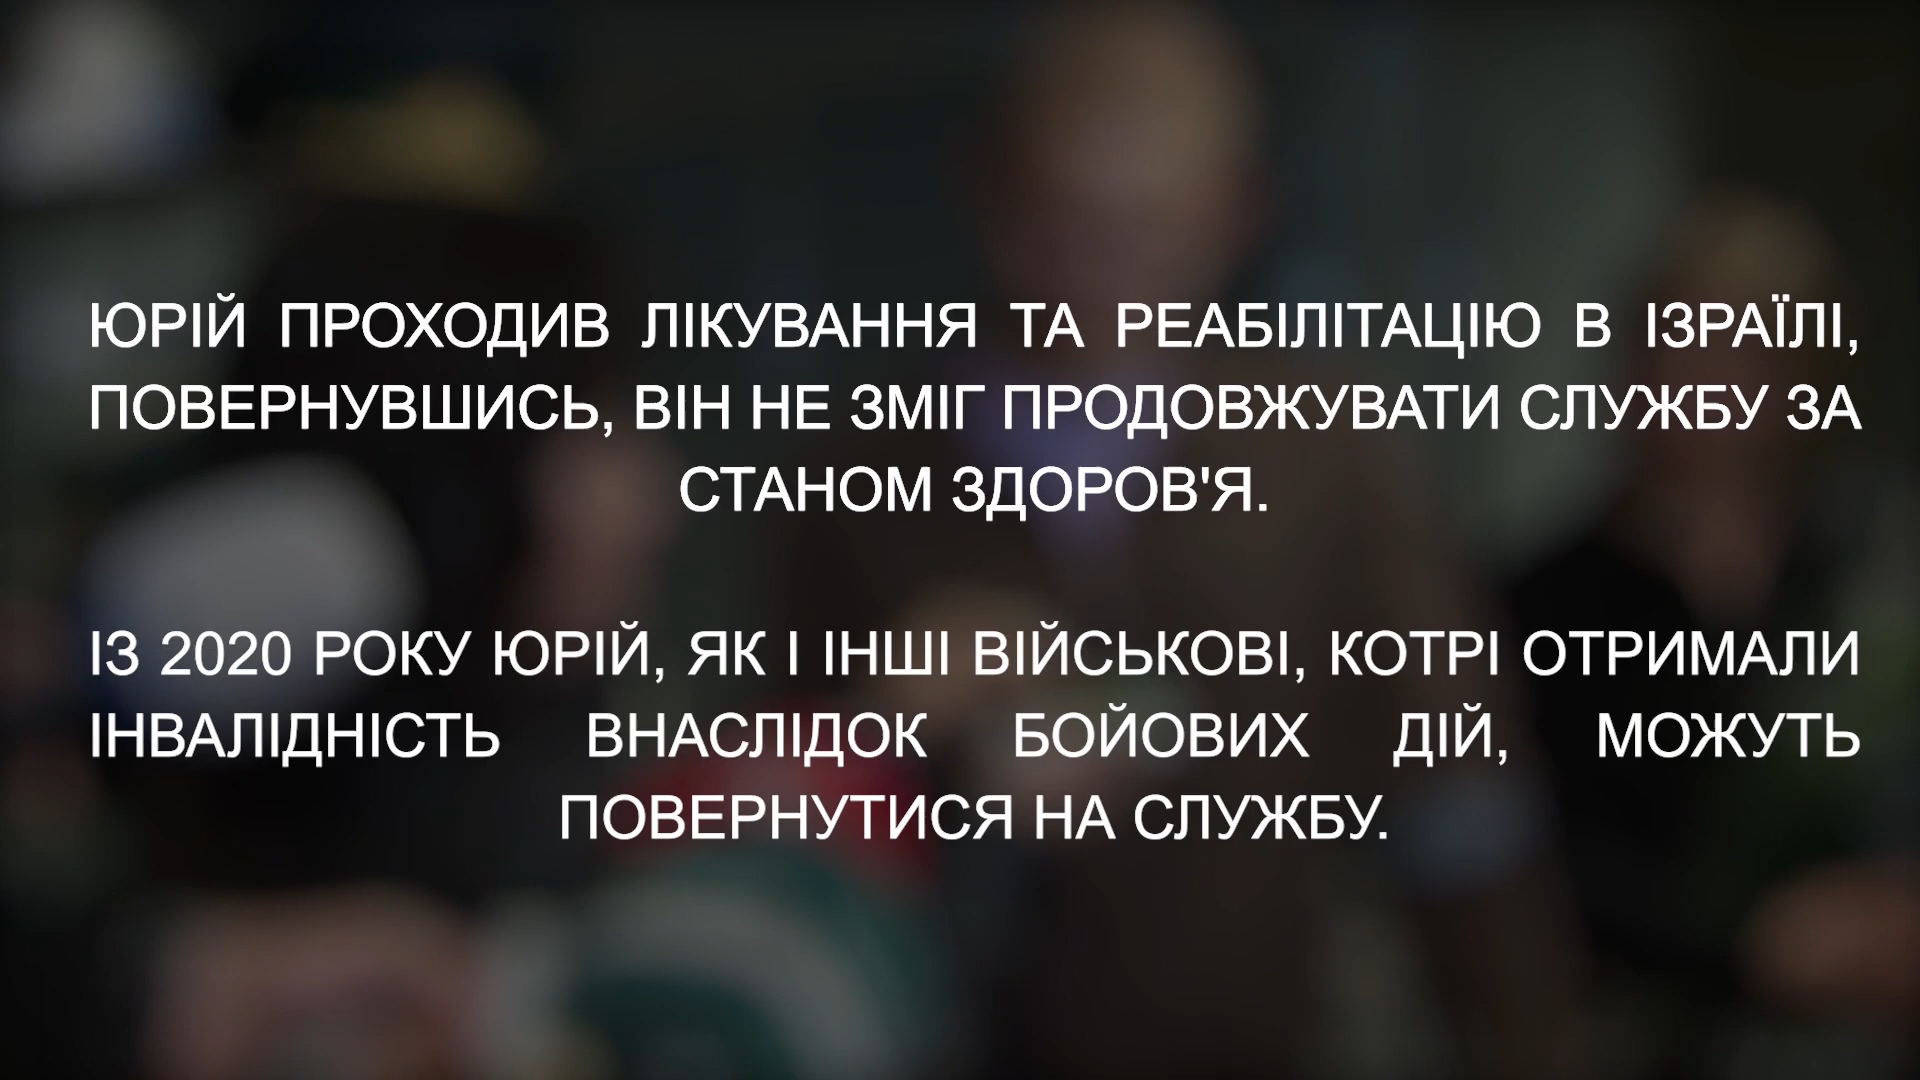 ЮРІЙ ПРОХОДИВ ЛІКУВАННЯ ТА РЕАБІЛІТАЦІЮ В ІЗРАЇЛІ,
ПОВЕРНУВШИСЬ, ВІН НЕ ЗМІГ ПРОДОВЖУВАТИ СЛУЖБУ ЗА
СТАНОМ ЗДОРОВ'Я.
ІЗ 2020 РОКУ ЮРІЙ, ЯК І ІНШІ ВІЙСЬКОВІ, КОТРІ ОТРИМАЛИ
ІНВАЛІДНІСТЬ ВНАСЛІДОК БОЙОВИХ ДІЙ, МОЖУТЬ
ПОВЕРНУТИСЯ НА СЛУЖБУ.